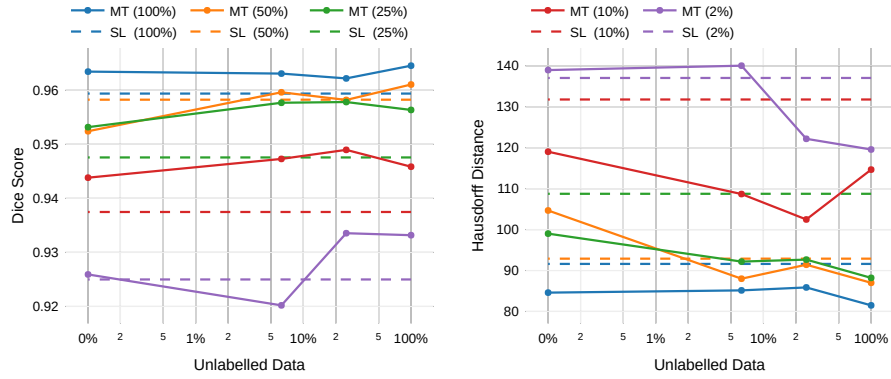 MT (100%) MT (50%) MT (25%)
SL (100%) SL (50%) SL (25%)
0.96
0.95
0.94
0.93
0.92
Dice Score
0% 2 5 1% 2 5 10% 2 5 100%
Unlabelled Data
MT (10%) MT (2%)
SL (10%) SL (2%)
140
130
120
110
100
90
80
Hausdorff Distance
0% 2 5 1% 2 5 10% 2 5 100%
Unlabelled Data